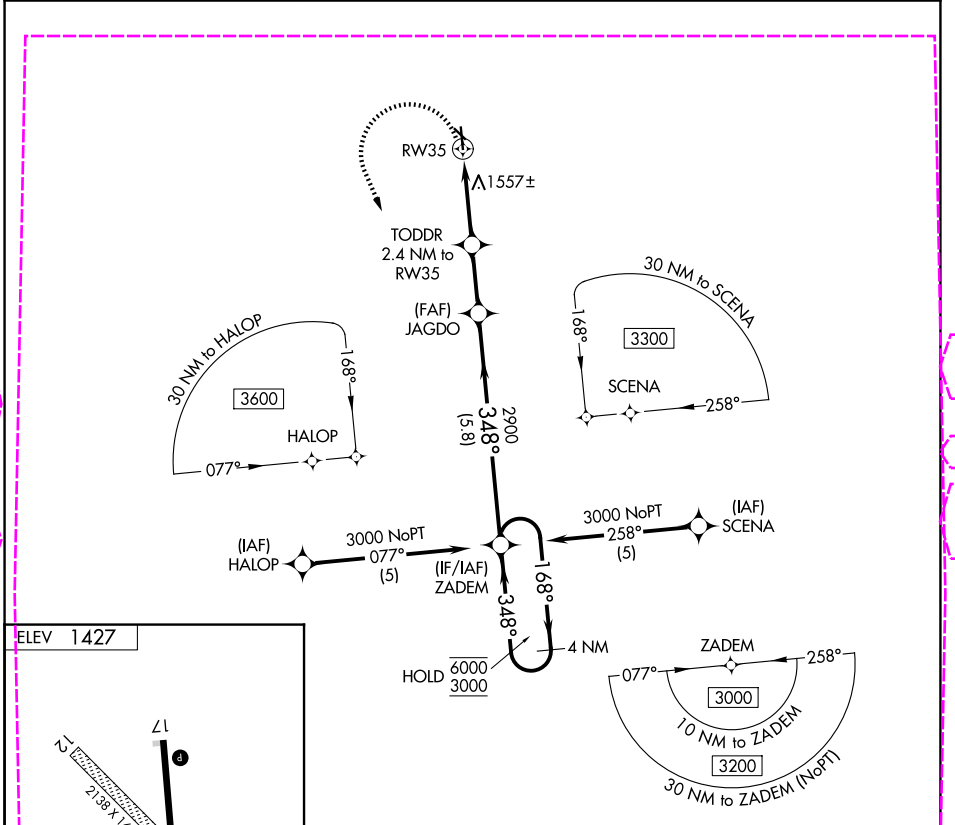 RW35
1557±
TODDR
2.4 NM to
RW35
(FAF)
JAGDO
30 NM to HALOP
168°
3600
HALOP
077°
30 NM to SCENA
168°
3300
SCENA
258°
2900
348°
(5.8)
(IAF)
HALOP
3000 NoPT
077°
(5)
(IF/IAF)
ZADEM
3000 NoPT
258°
(5)
(IAF)
SCENA
348°
168°
4 NM
HOLD
6000
3000
ZADEM
077°
258°
3000
10 NM to ZADEM
3200
30 NM to ZADEM (NoPT)
ELEV 1427
17
P
12